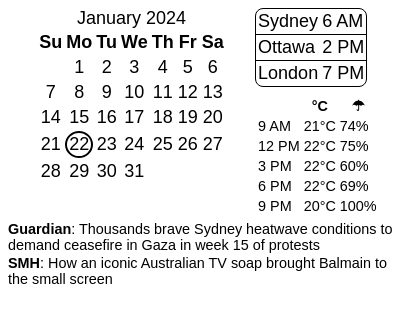 January 2024
Su Mo Tu We Th Fr Sa
1 2 3 4 5 6
7 8 9 10 11 12 13
14 15 16 17 18 19 20
21 22 23 24 25 26 27
28 29 30 31
Sydney 6 AM
Ottawa 2 PM
London 7 PM
°C ☂
9 AM 21°C 74%
12 PM 22°C 75%
3 PM 22°C 60%
6 PM 22°C 69%
9 PM 20°C 100%
Guardian: Thousands brave Sydney heatwave conditions to
demand ceasefire in Gaza in week 15 of protests
SMH: How an iconic Australian TV soap brought Balmain to
the small screen